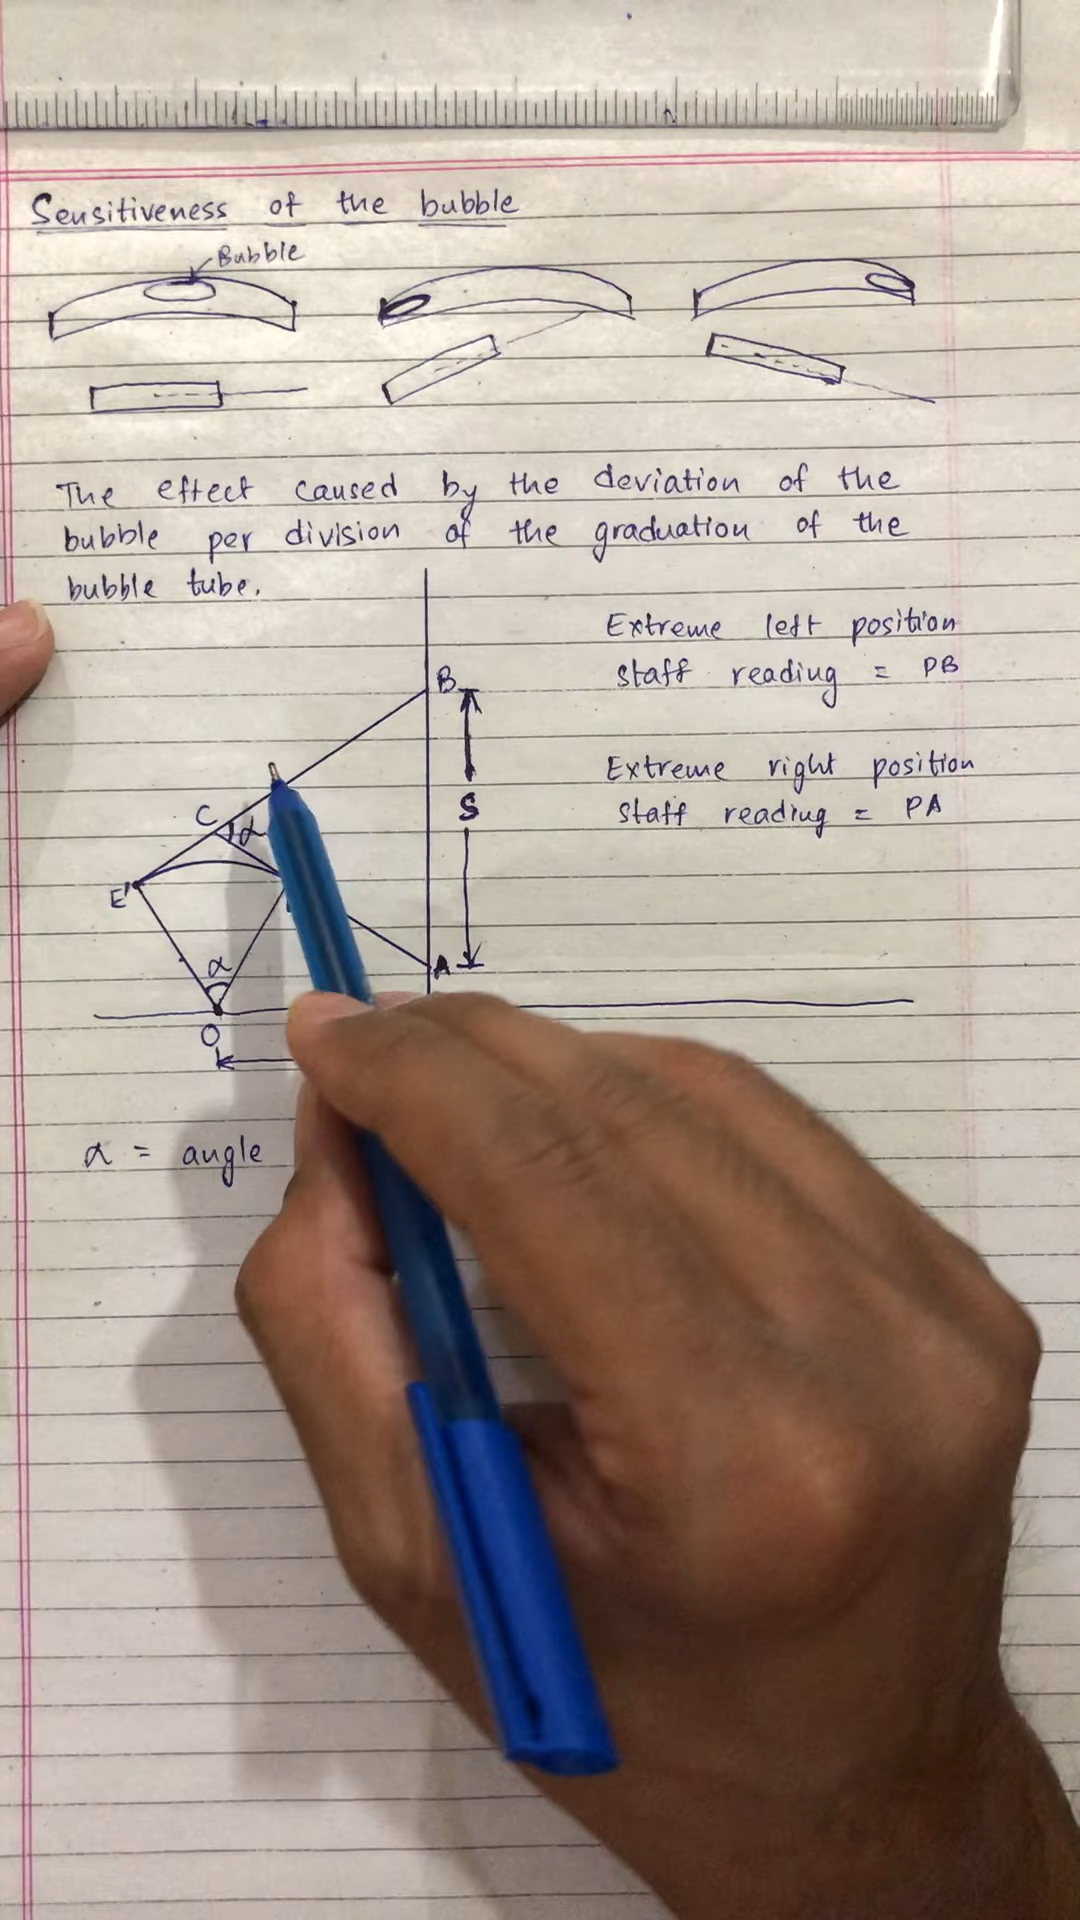 Sensitiveness of the bubble
Bubble
The effect caused by the deviation of the
bubble per division of the graduation of the
bubble tube.
Extreme left position
staff reading = PB
Extreme right position
staff reading = PA
B
S
C
α
E'
A
α
O
α = angle